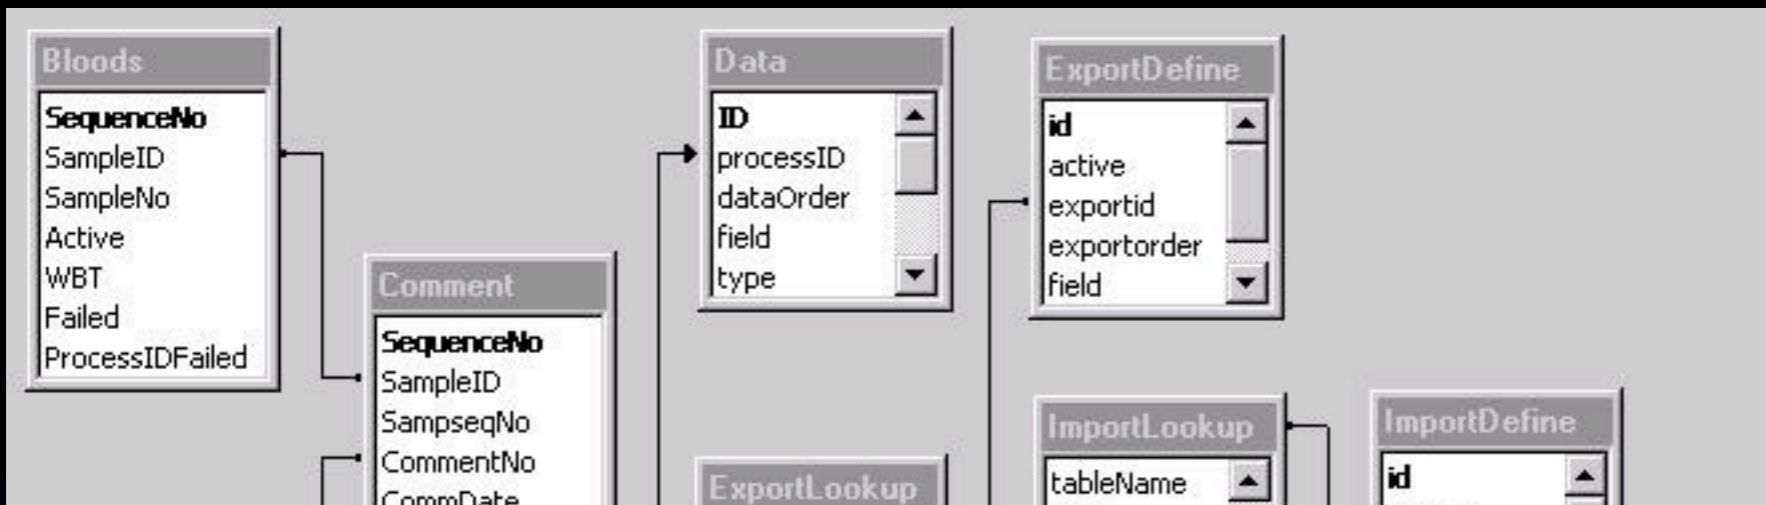 Bloods
SequenceNo
SampleID
SampleNo
Active
WBT
Failed
ProcessIDFailed
Comment
SequenceNo
SampleID
SampseqNo
CommentNo
CommDate
Data
ID
processID
dataOrder
field
type
ExportLookup
ExportDefine
id
active
exportid
exportorder
field
ImportLookup
tableName
ImportDefine
id